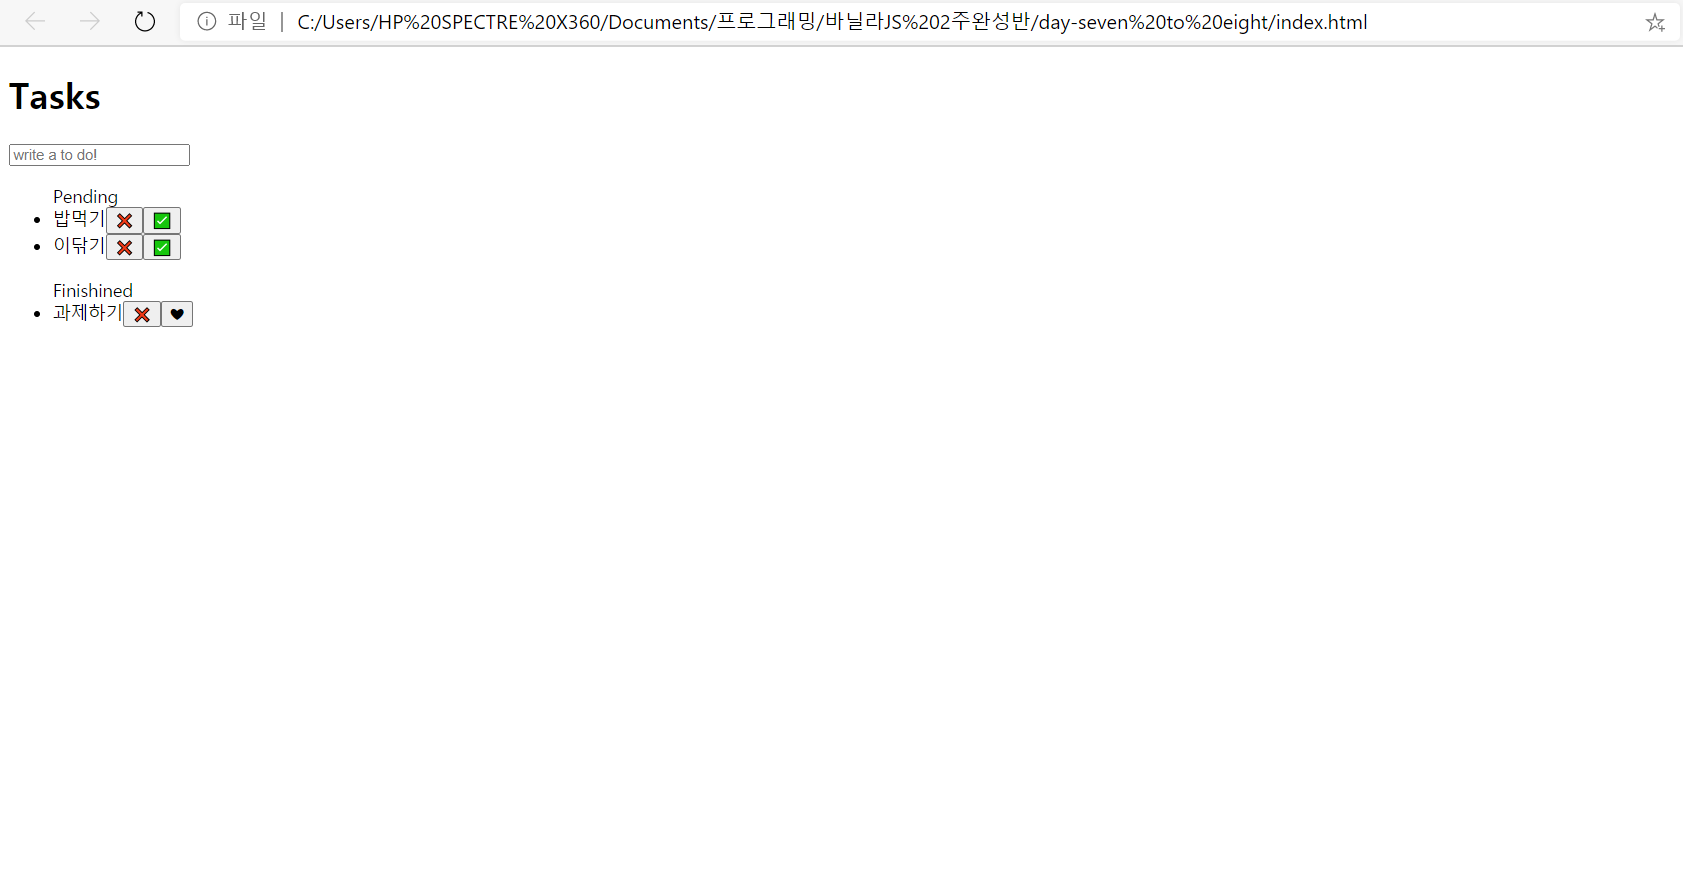 파일 | C:/Users/HP%20SPECTRE%20X360/Documents/프로그래밍/바닐라JS%202주완성반/day-seven%20to%20eight/index.html
Tasks
write a to do!
Pending
밥먹기❌✅
이닦기❌✅
Finishined
과제하기❌♥